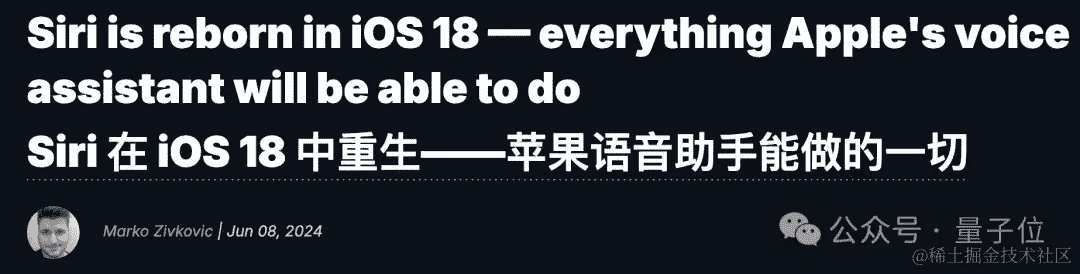 Siri is reborn in iOS 18 — everything Apple's voice
assistant will be able to do
Siri 在 iOS 18 中重生——苹果语音助手能做的一切
Marko Zivkovic | Jun 08, 2024
公众号 · 量子位
@稀土掘金技术社区